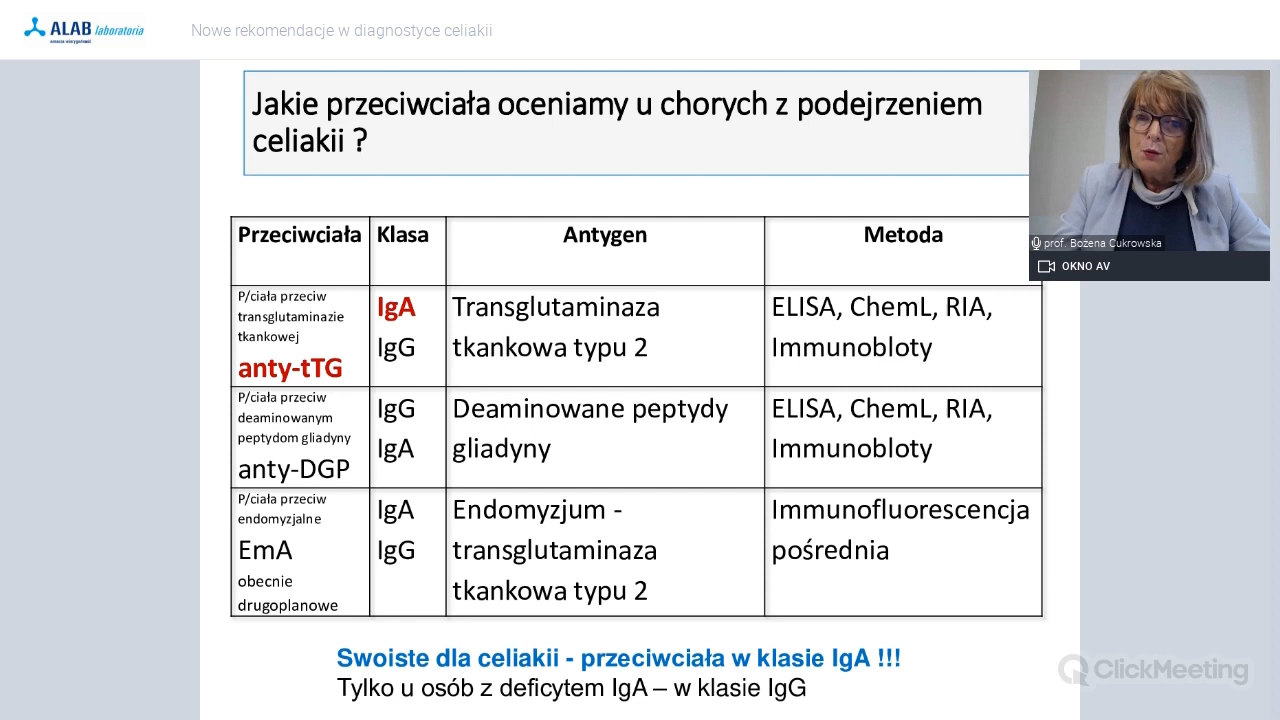 ALAB laboratoria
Nowe rekomendacje w diagnostyce celiakii
Jakie przeciwciała oceniamy u chorych z podejrzeniem
celiakii ?
prof. Bożena Cukrowska
OKNO AV
Przeciwciała Klasa Antygen Metoda
P/ciała przeciw
transglutaminazie
tkankowej
anty-tTG
IgA
IgG
Transglutaminaza
tkankowa typu 2
ELISA, ChemL, RIA,
Immunobloty
P/ciała przeciw
deaminowanym
peptydom gliadyny
anty-DGP
IgG
IgA
Deaminowane peptydy
gliadyny
ELISA, ChemL, RIA,
Immunobloty
P/ciała przeciw
endomyzjalne
EmA
obecnie
drugoplanowe
IgA
IgG
Endomyzjum -
transglutaminaza
tkankowa typu 2
Immunofluorescencja
pośrednia
Swoiste dla celiakii - przeciwciała w klasie IgA !!!
Tylko u osób z deficytem IgA – w klasie IgG
ClickMeeting